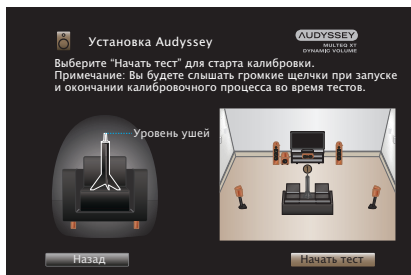 Установка Audyssey
AUDYSSEY
MULTEQ XT
DYNAMIC VOLUME
Выберите “Начать тест” для старта калибровки.
Примечание: Вы будете слышать громкие щелчки при запуске
и окончании калибровочного процесса во время тестов.
Уровень ушей
Назад
Начать тест